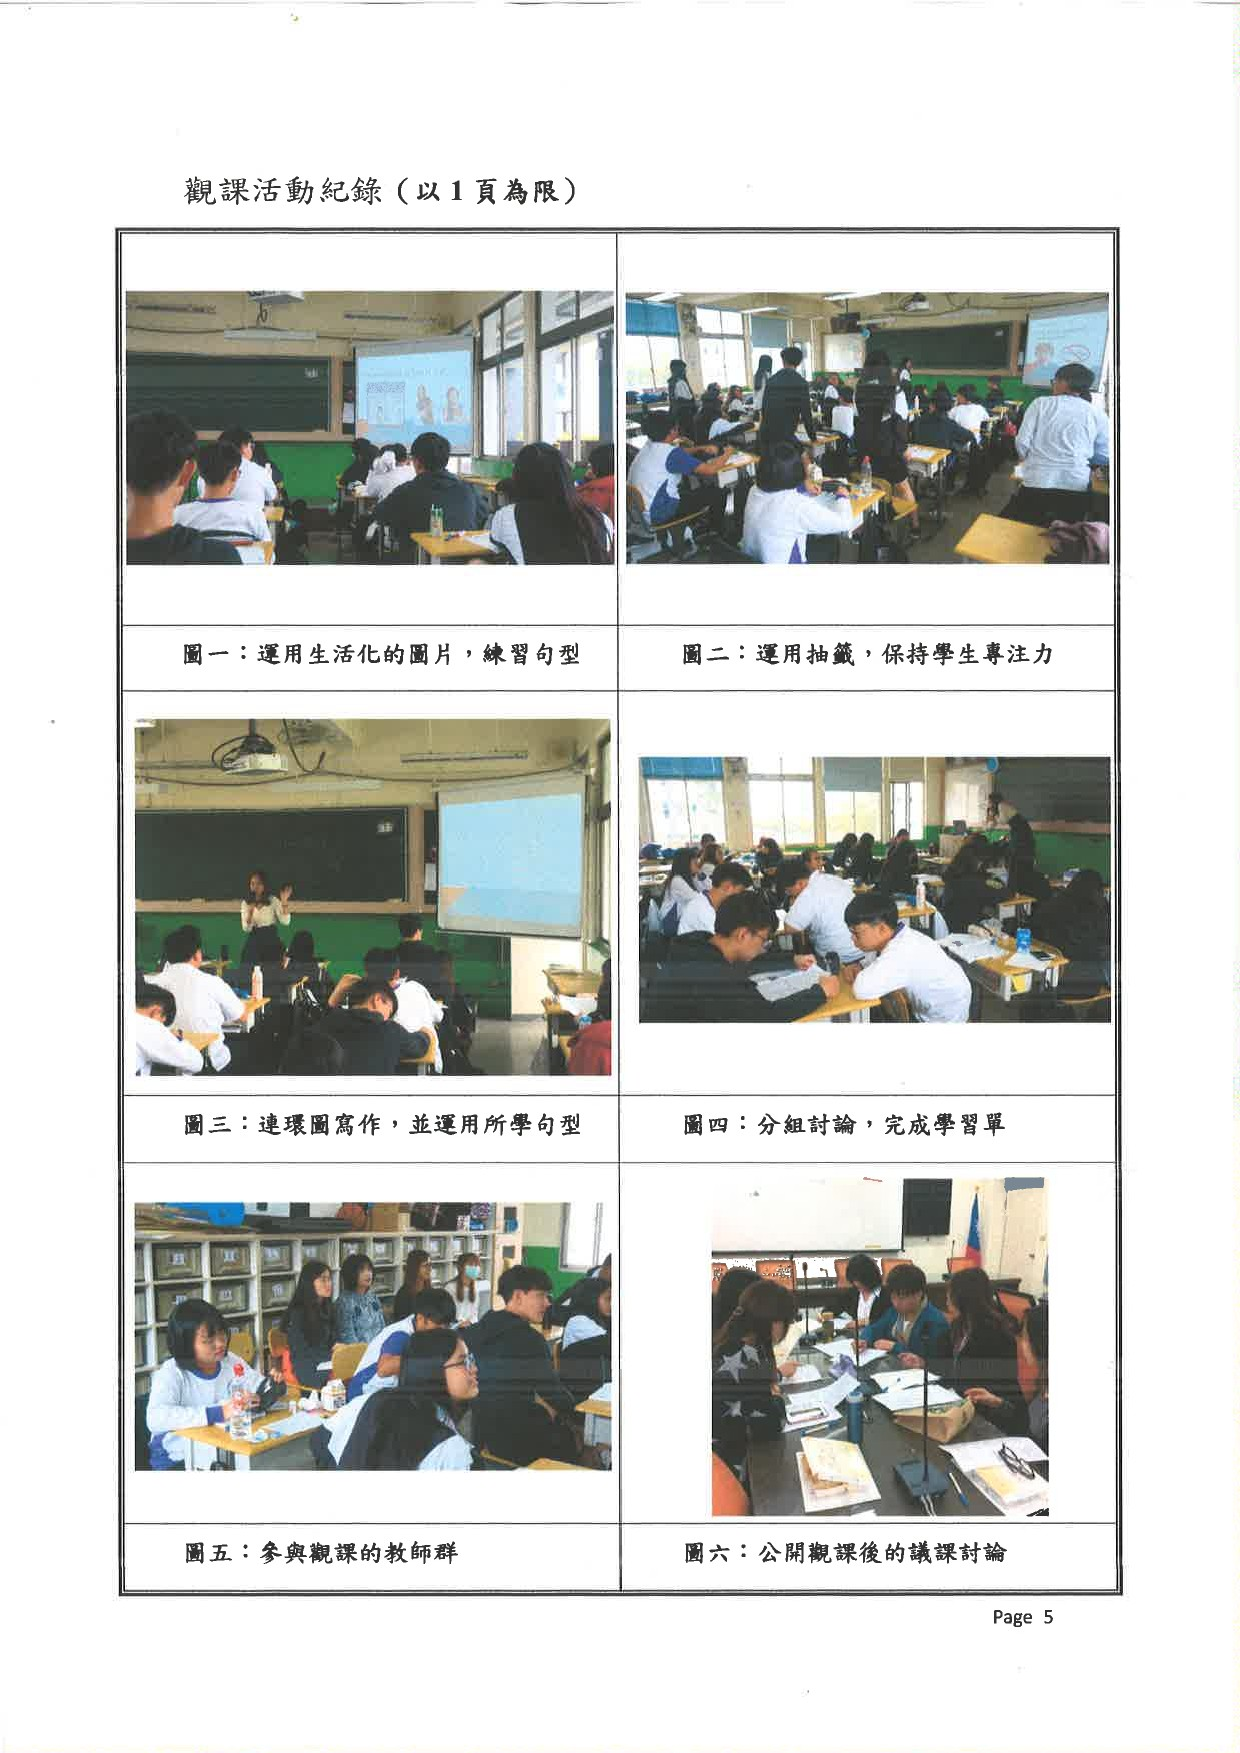 觀課活動紀錄（以1頁為限）
圖一：運用生活化的圖片，練習句型
圖二：運用抽籤，保持學生專注力
圖三：連環圖寫作，並運用所學句型
圖四：分組討論，完成學習單
圖五：參與觀課的教師群
圖六：公開觀課後的議課討論
Page 5